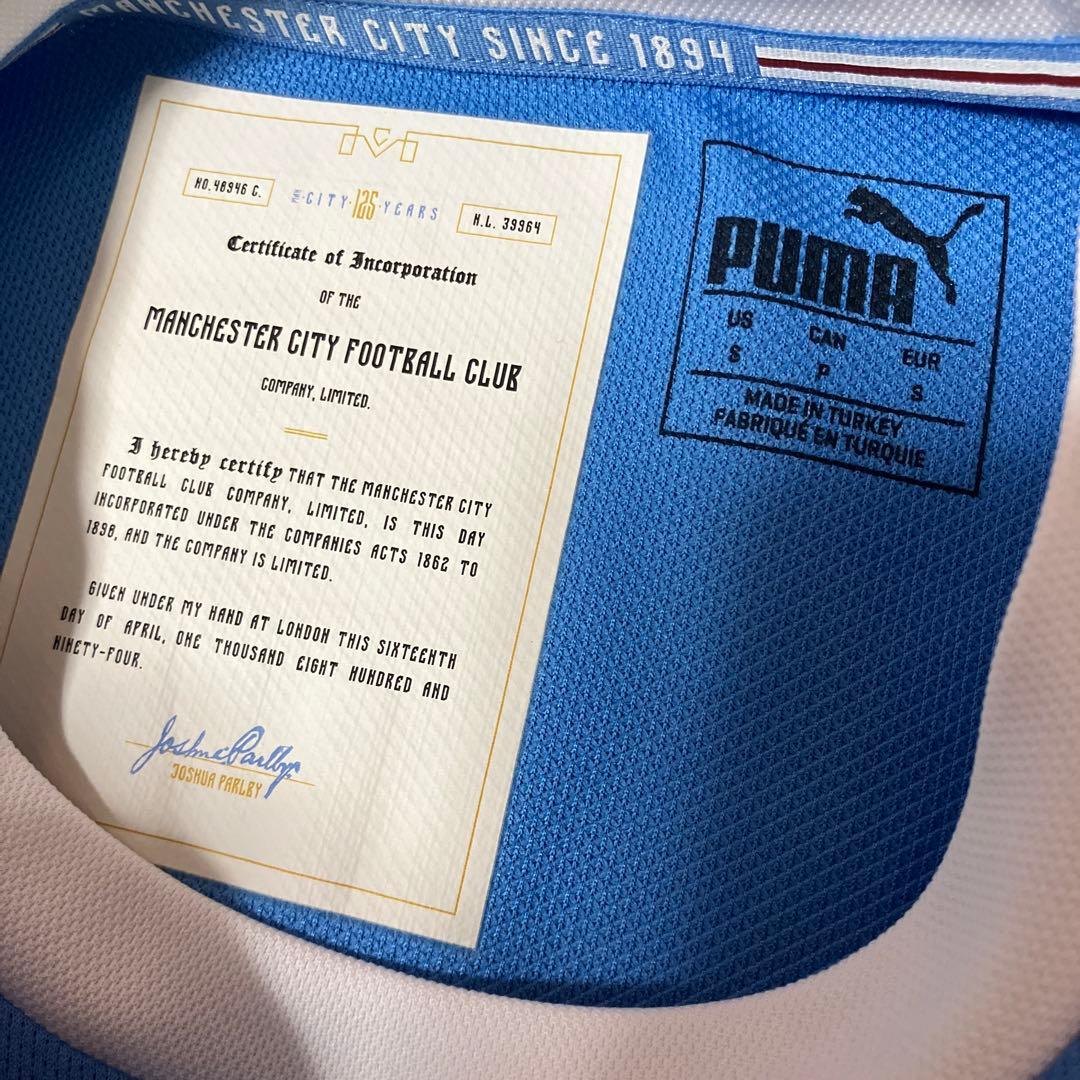 MANCHESTER CITY SINCE 1894
NO. 48946 C.
CITY·125·YEARS
N.L. 39964
Certificate of Incorporation
OF THE
MANCHESTER CITY FOOTBALL CLUB
COMPANY, LIMITED.
I hereby certify THAT THE MANCHESTER CITY
FOOTBALL CLUB COMPANY, LIMITED, IS THIS DAY
INCORPORATED UNDER THE COMPANIES ACTS 1862 TO
1898, AND THE COMPANY IS LIMITED.
GIVEN UNDER MY HAND AT LONDON THIS SIXTEENTH
DAY OF APRIL, ONE THOUSAND EIGHT HUNDRED AND
NINETY-FOUR.
Joshua Parlby
JOSHUA PARLBY
PUMA
US CAN EUR
S P S
MADE IN TURKEY
FABRIQUÉ EN TURQUIE